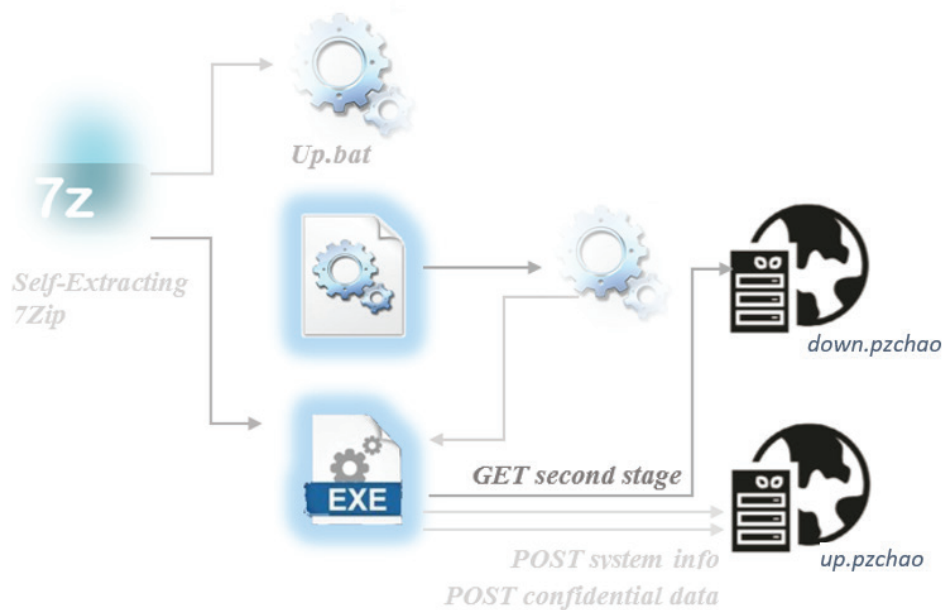 Up.bat
7z
Self-Extracting
7Zip
down.pzchao
EXE
GET second stage
POST system info
POST confidential data
up.pzchao